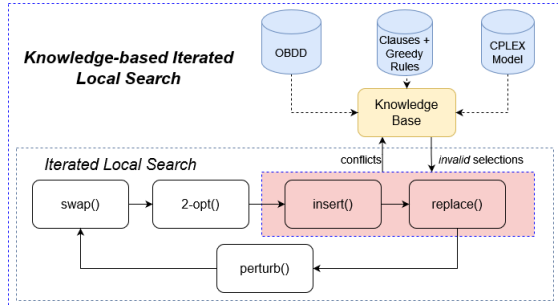 Knowledge-based Iterated
Local Search
OBDD
Clauses +
Greedy
Rules
CPLEX
Model
Knowledge
Base
Iterated Local Search
conflicts
invalid selections
swap()
2-opt()
insert()
replace()
perturb()